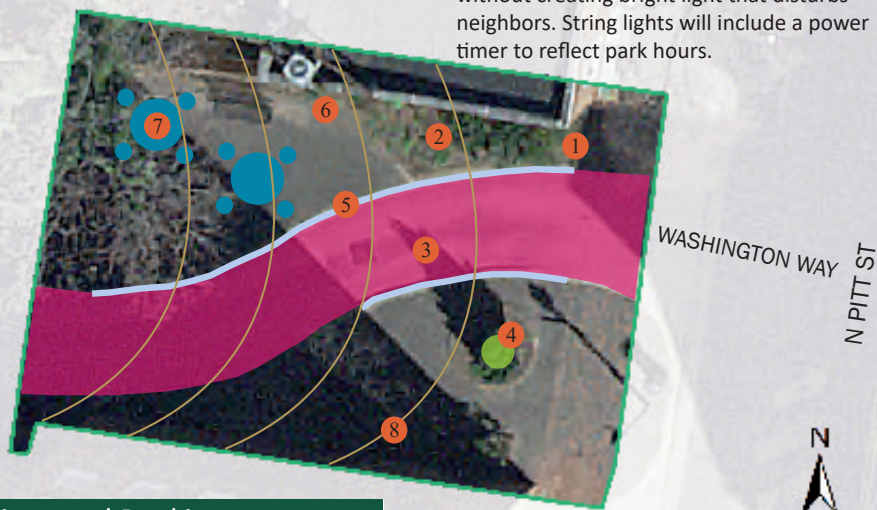 neighbors. String lights will include a power
timer to reflect park hours.
7
6
2
1
5
3
4
8
WASHINGTON WAY
N PITT ST
N